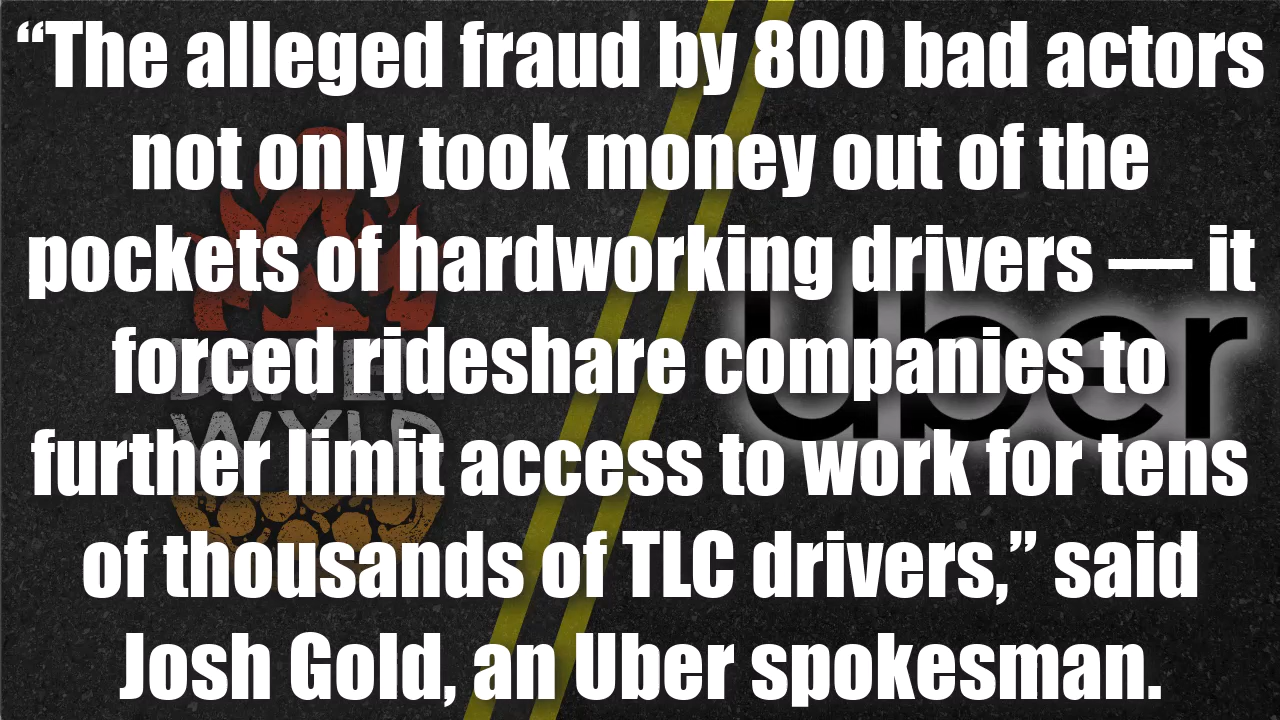 “The alleged fraud by 800 bad actors
not only took money out of the
pockets of hardworking drivers — it
forced rideshare companies to
further limit access to work for tens
of thousands of TLC drivers,” said
Josh Gold, an Uber spokesman.
DRIVEN
WYLD
Uber